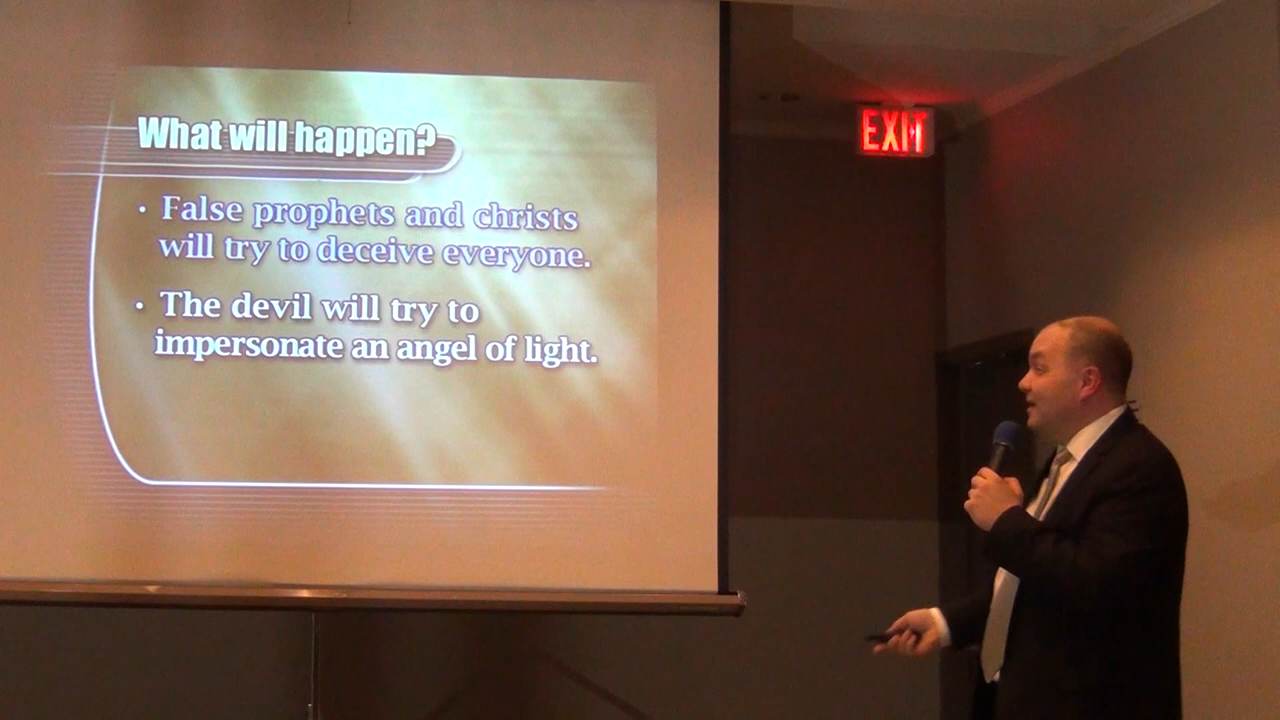 What will happen?
• False prophets and christs
will try to deceive everyone.
• The devil will try to
impersonate an angel of light.
EXIT